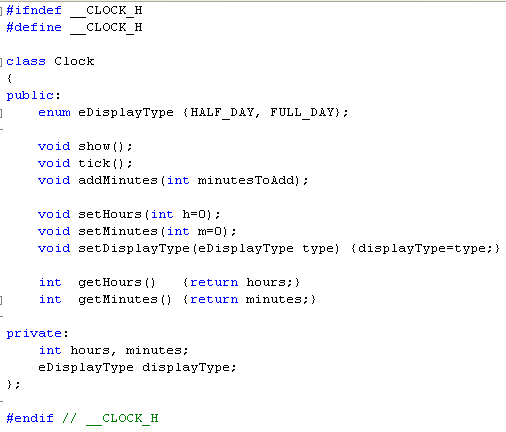 #ifndef __CLOCK_H
#define __CLOCK_H
class Clock
{
public:
enum eDisplayType {HALF_DAY, FULL_DAY};
void show();
void tick();
void addMinutes(int minutesToAdd);
void setHours(int h=0);
void setMinutes(int m=0);
void setDisplayType(eDisplayType type) {displayType=type;}
int getHours() {return hours;}
int getMinutes() {return minutes;}
private:
int hours, minutes;
eDisplayType displayType;
};
#endif // __CLOCK_H